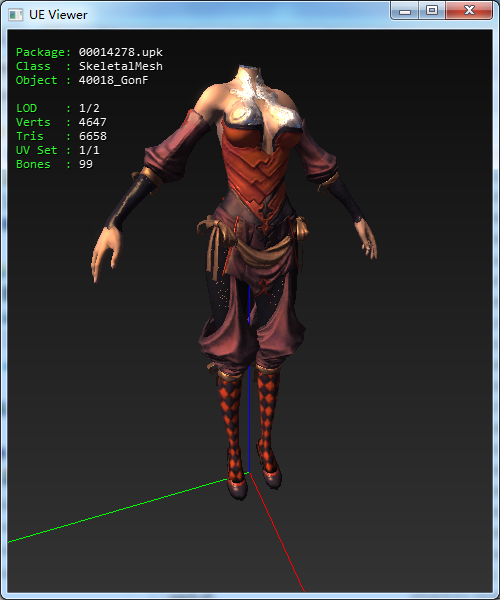 UE Viewer
Package: 00014278.upk
Class : SkeletalMesh
Object : 40018_GonF
LOD : 1/2
Verts : 4647
Tris : 6658
UV Set : 1/1
Bones : 99